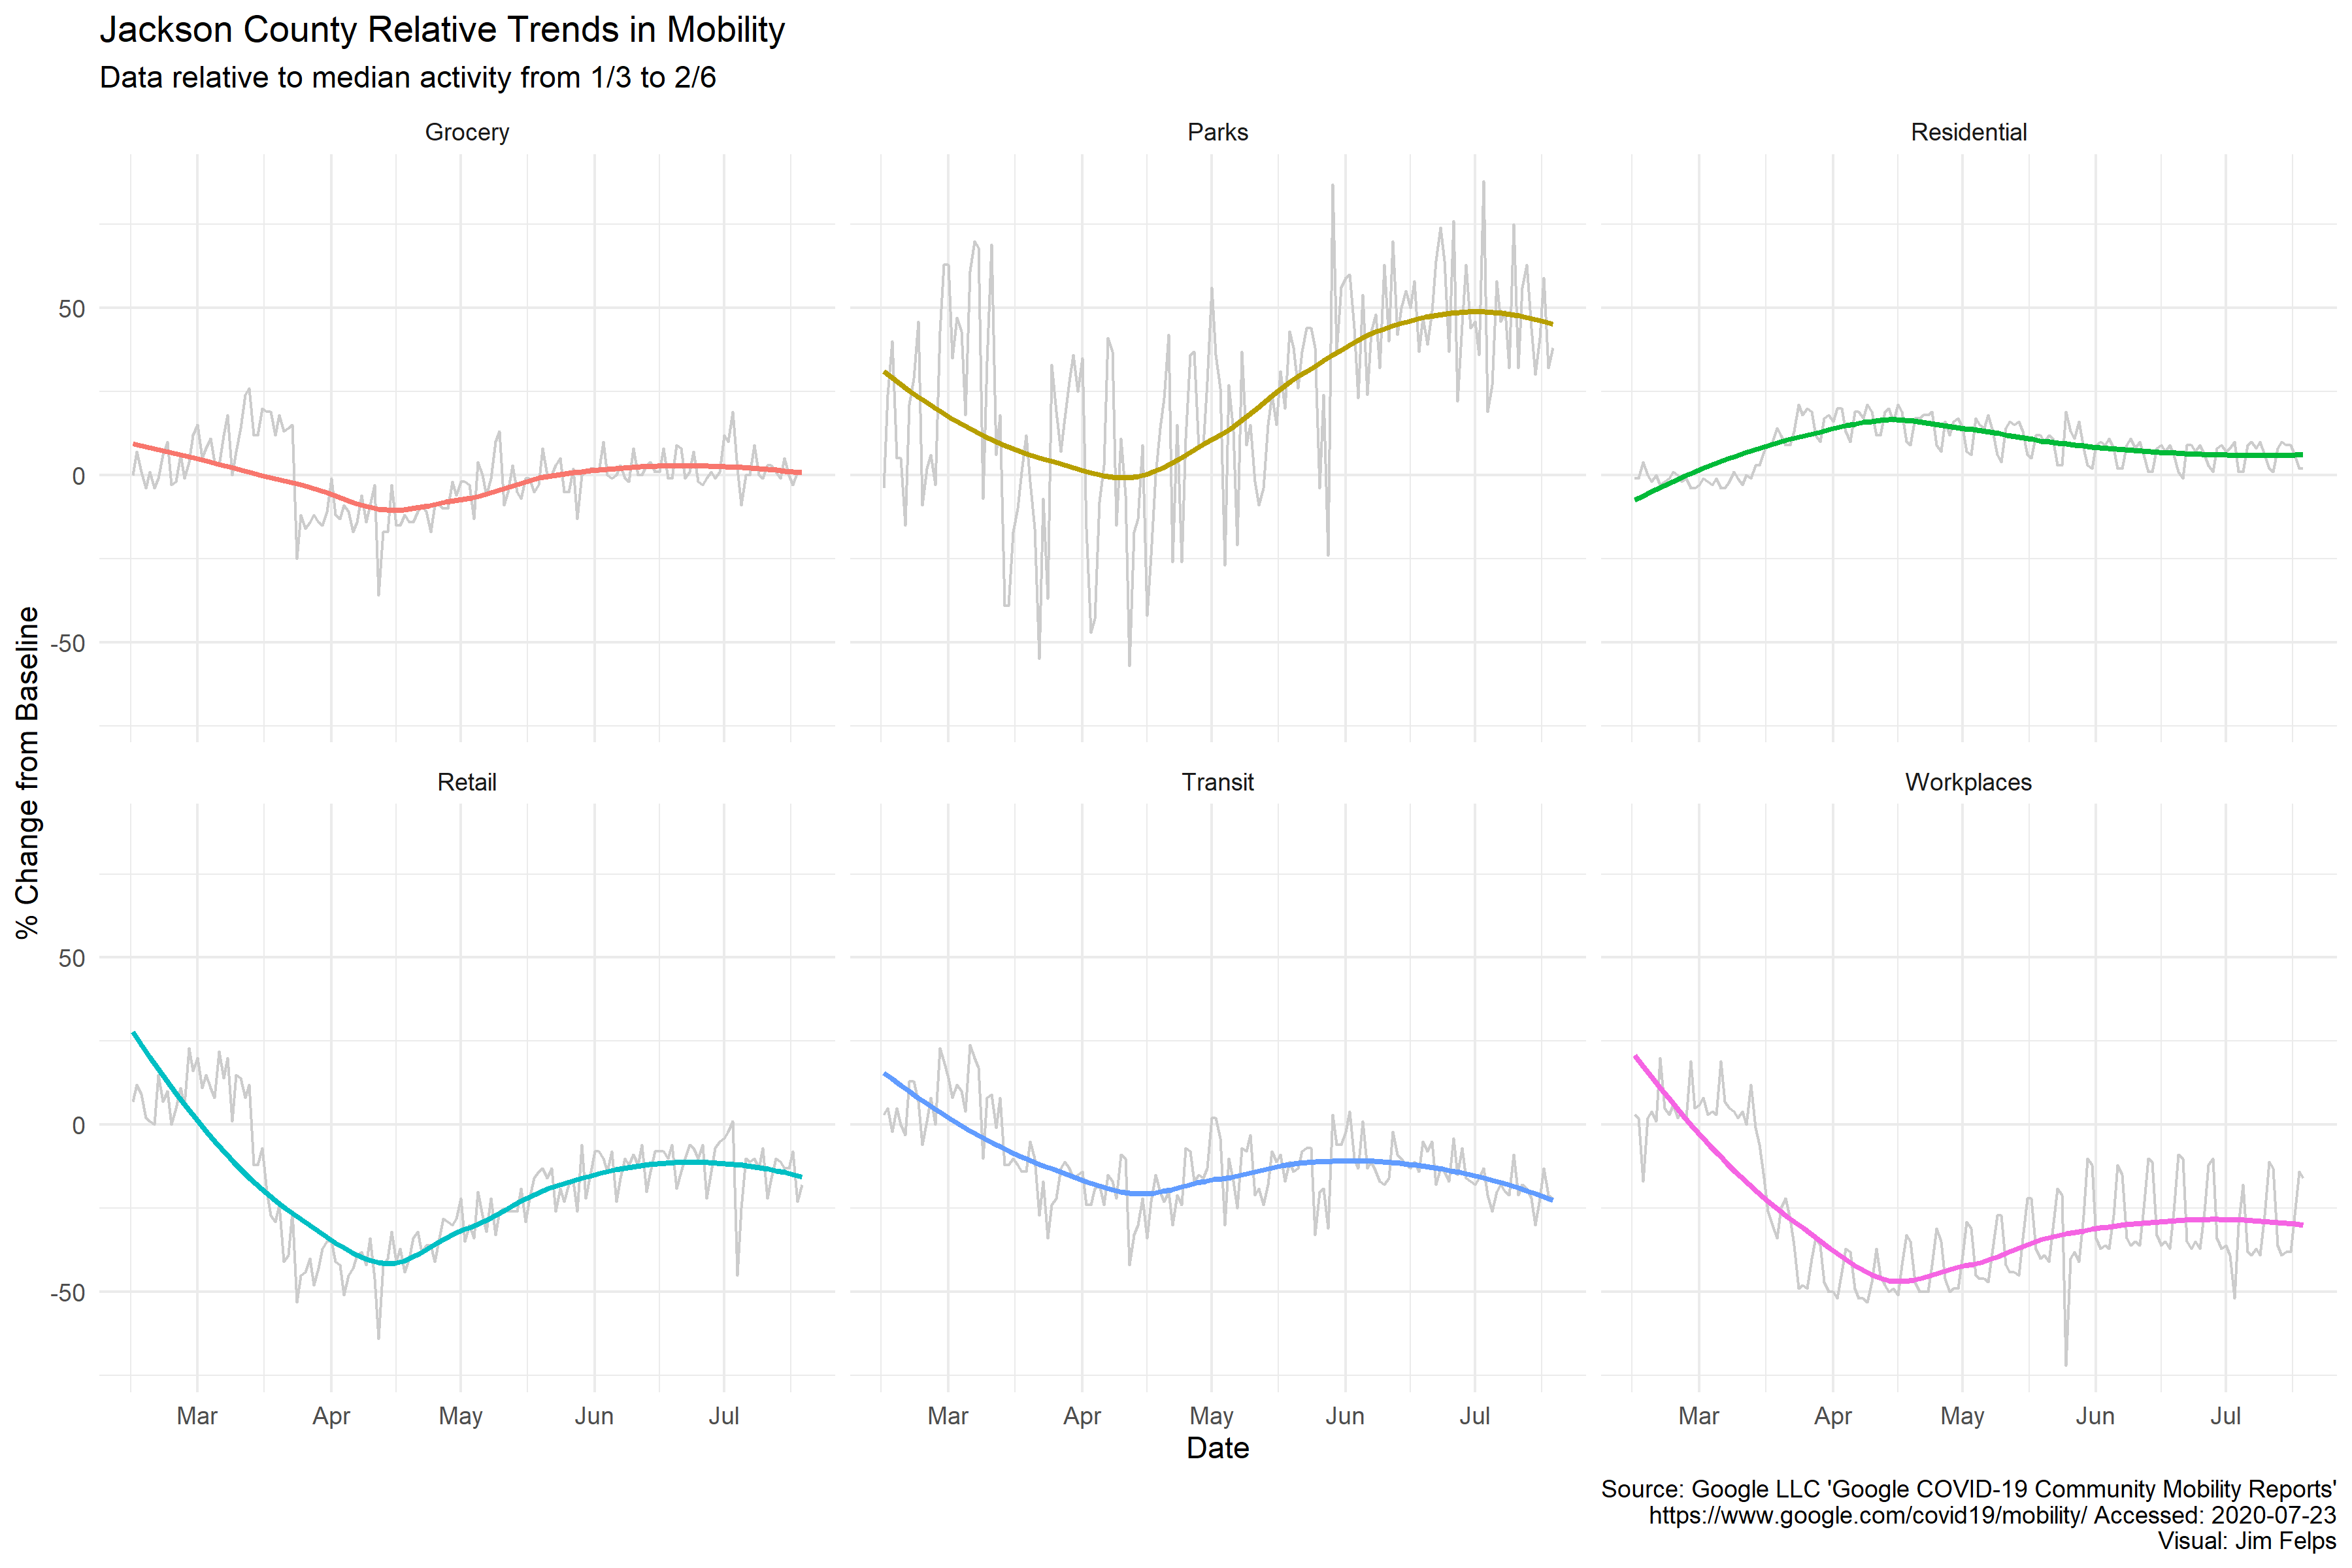 Jackson County Relative Trends in Mobility
Data relative to median activity from 1/3 to 2/6
Grocery
Parks
Residential
50
0
-50
% Change from Baseline
Retail
Transit
Workplaces
50
0
-50
Mar Apr May Jun Jul
Mar Apr May Jun Jul
Mar Apr May Jun Jul
Date
Source: Google LLC 'Google COVID-19 Community Mobility Reports'
https://www.google.com/covid19/mobility/ Accessed: 2020-07-23
Visual: Jim Felps